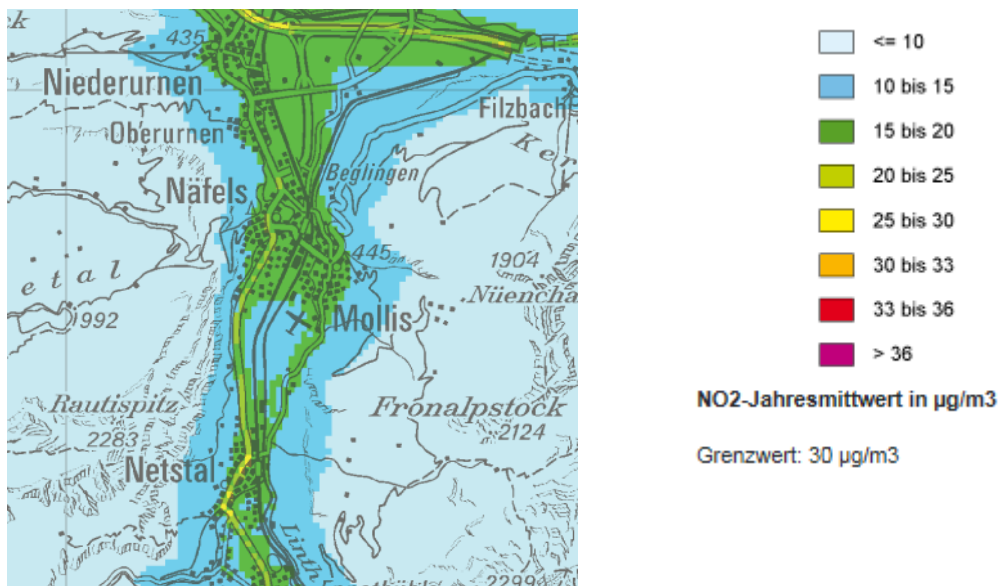 435
Niederurnen
Filzbach
Oberurnen
Ker
Beglingen
Näfels
445
1904
etal
Nüencha
992
Mollis
Rautispitz
Fronalpstock
2283
2124
Netstal
Linth
2299
<= 10
10 bis 15
15 bis 20
20 bis 25
25 bis 30
30 bis 33
33 bis 36
> 36
NO2-Jahresmittwert in µg/m3
Grenzwert: 30 µg/m3